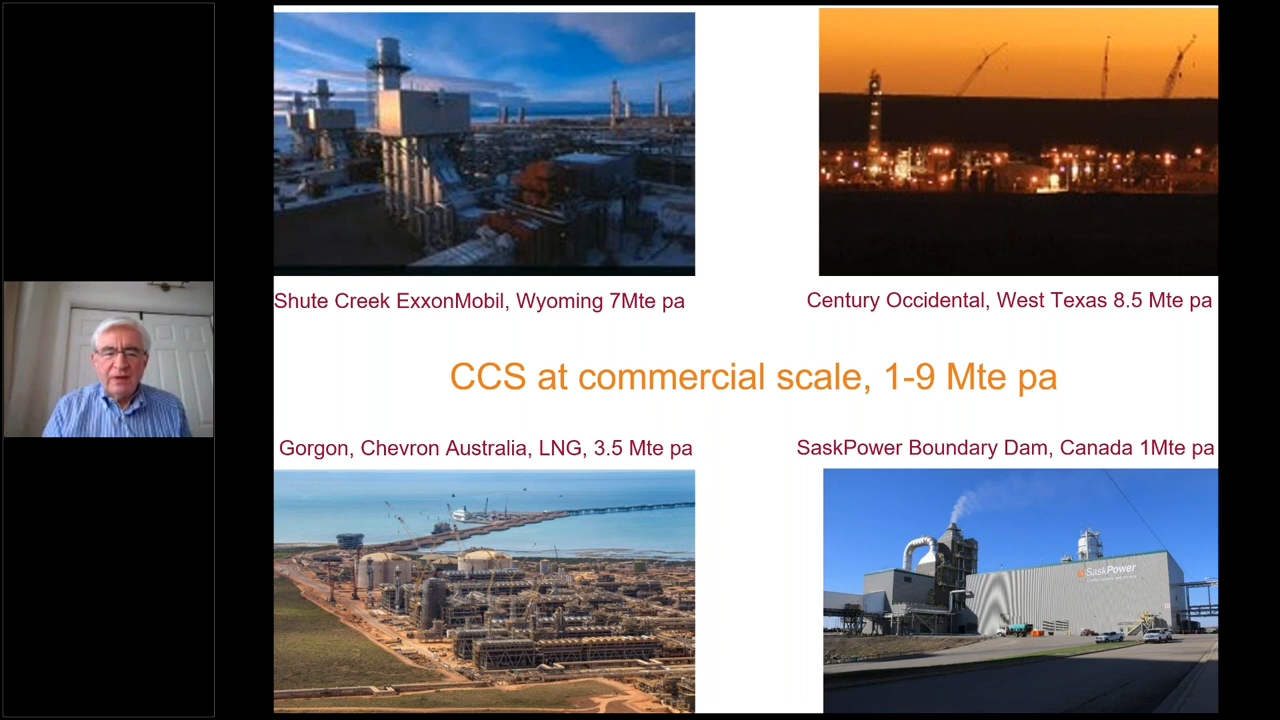 Shute Creek ExxonMobil, Wyoming 7Mte pa
Century Occidental, West Texas 8.5 Mte pa
CCS at commercial scale, 1-9 Mte pa
Gorgon, Chevron Australia, LNG, 3.5 Mte pa
SaskPower Boundary Dam, Canada 1Mte pa
SaskPower